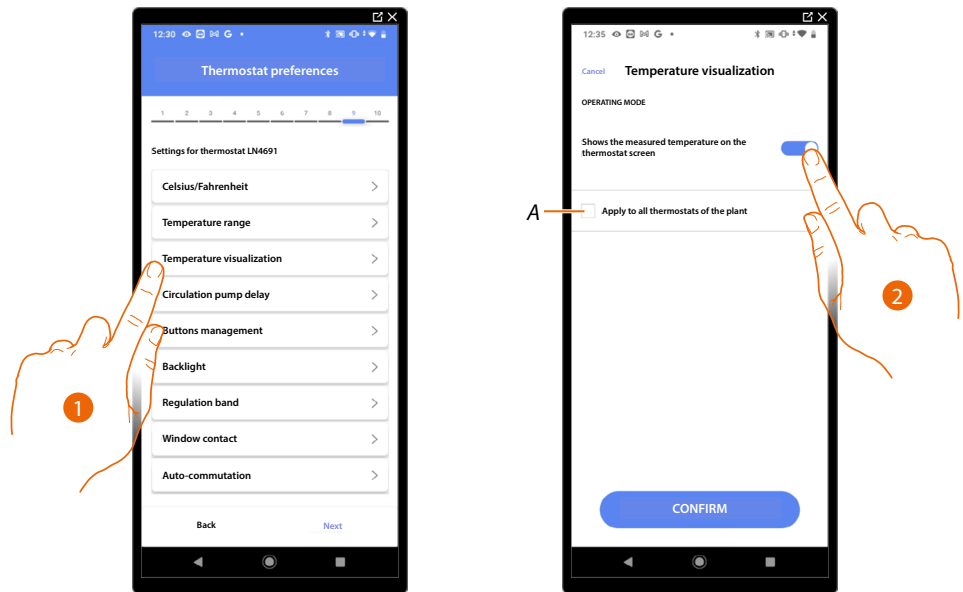 12:30 G
Thermostat preferences
1 2 3 4 5 6 7 8 9 10
Settings for thermostat LN4691
Celsius/Fahrenheit
Temperature range
Temperature visualization
Circulation pump delay
Buttons management
Backlight
Regulation band
Window contact
Auto-commutation
Back Next
1
12:35 G
Cancel Temperature visualization
OPERATING MODE
Shows the measured temperature on the
thermostat screen
A
Apply to all thermostats of the plant
2
CONFIRM